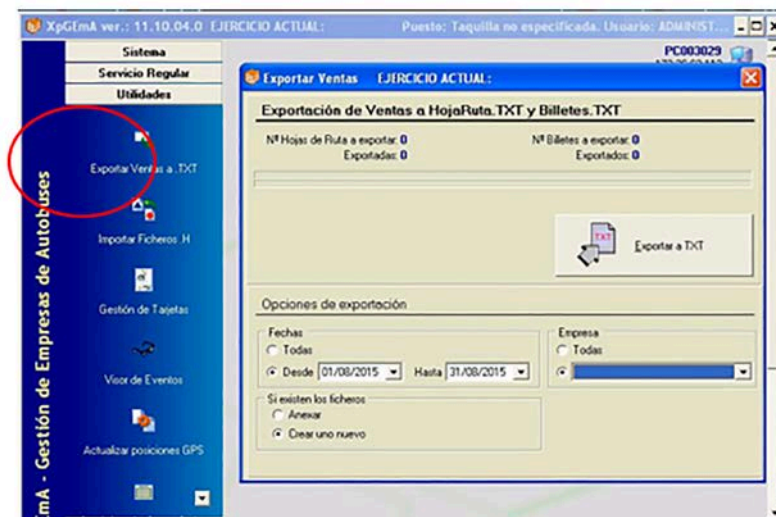 XpGEmA ver.: 11.10.04.0 EJERCICIO ACTUAL: Puesto: Taquilla no especificada. Usuario: ADMINIST...
Sistema
Servicio Regular
Utilidades
PC003029
Exportar Ventas a .TXT
Importar Ficheros .H
Gestión de Tarjetas
Visor de Eventos
Actualizar posiciones GPS
EmA - Gestión de Empresas de Autobuses
Exportar Ventas EJERCICIO ACTUAL:
Exportación de Ventas a HojaRuta.TXT y Billetes.TXT
Nº Hojas de Ruta a exportar: 0 Nº Billetes a exportar: 0
Exportadas: 0 Exportados: 0
TXT
Exportar a TXT
Opciones de exportación
Fechas
Todas
Desde 01/08/2015 Hasta 31/08/2015
Empresa
Todas
Si existen los ficheros
Anexar
Crear uno nuevo